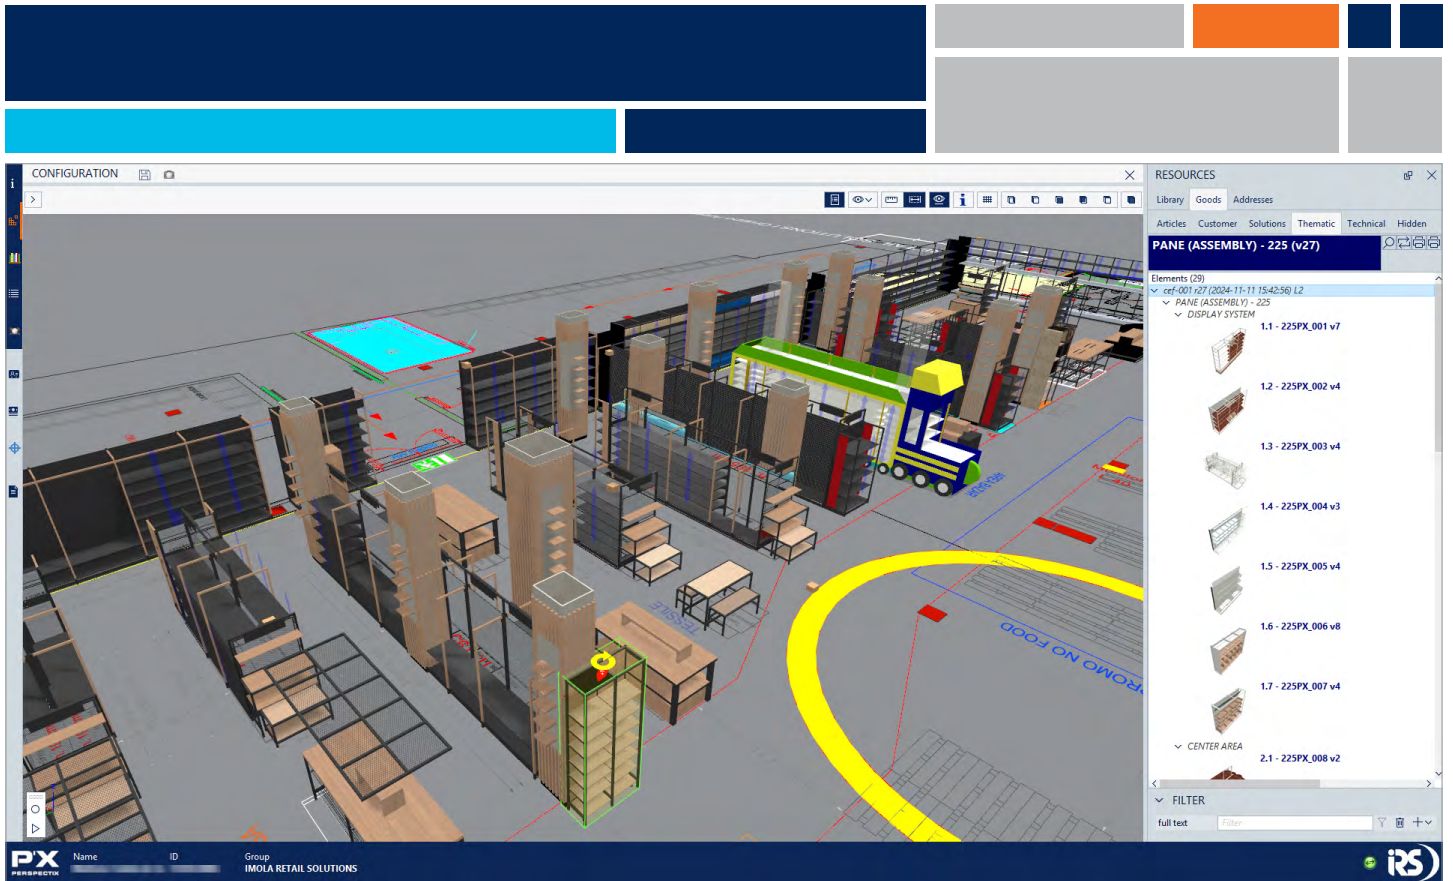 CONFIGURATION
RESOURCES
Library Goods Addresses
Articles Customer Solutions Thematic Technical Hidden
PANE (ASSEMBLY) - 225 (v27)
Elements (29)
cef-001 r27 (2024-11-11 15:42:56) L2
PANE (ASSEMBLY) - 225
DISPLAY SYSTEM
1.1 - 225PX_001 v7
1.2 - 225PX_002 v4
1.3 - 225PX_003 v4
1.4 - 225PX_004 v3
1.5 - 225PX_005 v4
1.6 - 225PX_006 v8
1.7 - 225PX_007 v4
CENTER AREA
2.1 - 225PX_008 v2
FILTER
full text Filter
TESSILE
PROMO NO FOOD
P'X
PERSPECTIX
Name ID Group
IMOLA RETAIL SOLUTIONS
iRS